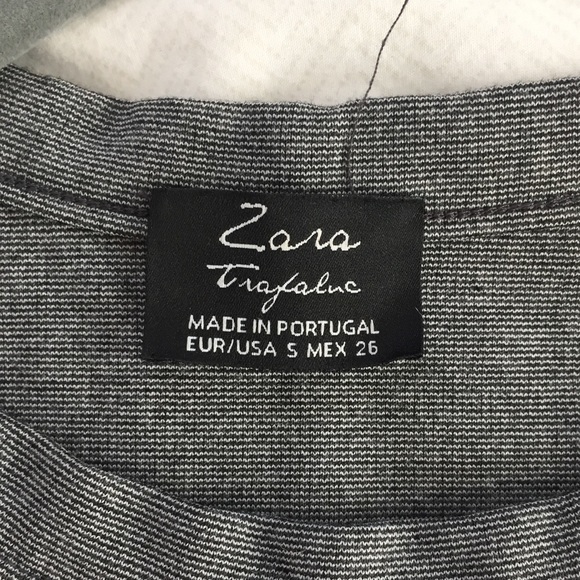 Zara
Trafaluc
MADE IN PORTUGAL
EUR/USA S MEX 26